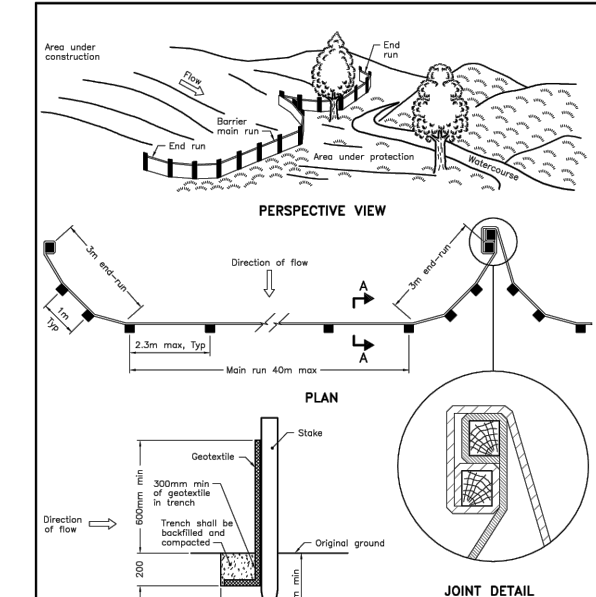 Area under
construction
Flow
End
run
Barrier
main run
End run
Area under protection
Watercourse
PERSPECTIVE VIEW
3m end-run
Direction of flow
3m end-run
A
1m
Typ
A
2.3m max, Typ
Main run 40m max
PLAN
Stake
Geotextile
300mm min
of geotextile
in trench
600mm min
Direction
of flow
Trench shall be
backfilled and
compacted
Original ground
200
m min
JOINT DETAIL